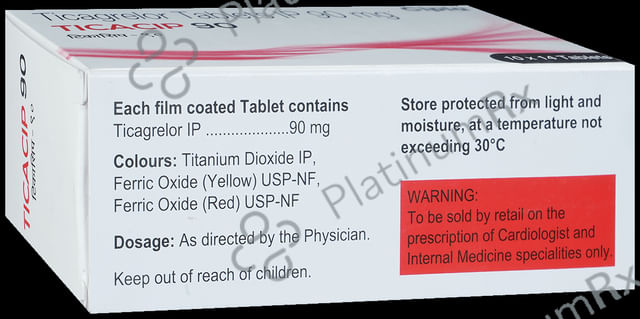 Ticagrelor Tablets IP 90 mg
TICACIP 90
10 x 14 Tablets
TICACIP 90
टिकासिप - ९०
Each film coated Tablet contains
Ticagrelor IP ....................90 mg
Colours: Titanium Dioxide IP,
Ferric Oxide (Yellow) USP-NF,
Ferric Oxide (Red) USP-NF
Dosage: As directed by the Physician.
Keep out of reach of children.
Store protected from light and
moisture, at a temperature not
exceeding 30°C
WARNING:
To be sold by retail on the
prescription of Cardiologist and
Internal Medicine specialities only.
PlatinumRx